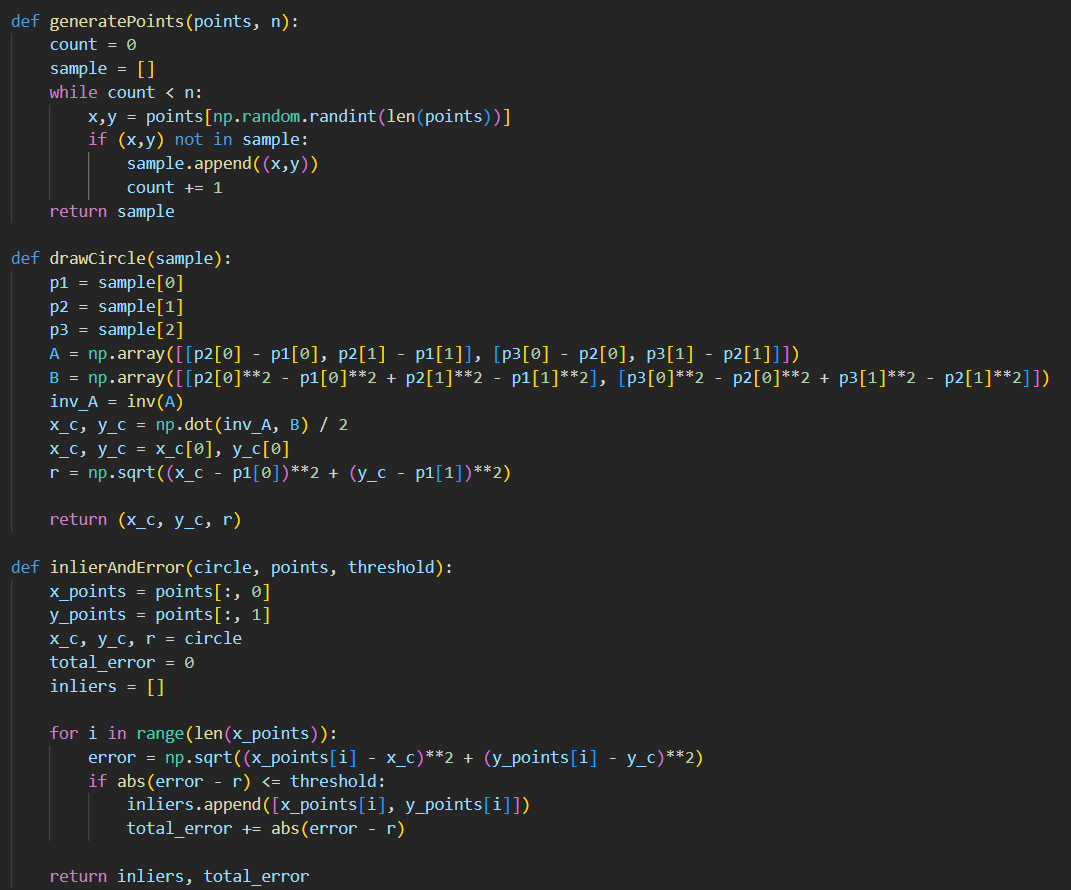 def generatePoints(points, n):
    count = 0
    sample = []
    while count < n:
        x,y = points[np.random.randint(len(points))]
        if (x,y) not in sample:
            sample.append((x,y))
            count += 1
    return sample

def drawCircle(sample):
    p1 = sample[0]
    p2 = sample[1]
    p3 = sample[2]
    A = np.array([[p2[0] - p1[0], p2[1] - p1[1]], [p3[0] - p2[0], p3[1] - p2[1]]])
    B = np.array([[p2[0]**2 - p1[0]**2 + p2[1]**2 - p1[1]**2], [p3[0]**2 - p2[0]**2 + p3[1]**2 - p2[1]**2]])
    inv_A = inv(A)
    x_c, y_c = np.dot(inv_A, B) / 2
    x_c, y_c = x_c[0], y_c[0]
    r = np.sqrt((x_c - p1[0])**2 + (y_c - p1[1])**2)

    return (x_c, y_c, r)

def inlierAndError(circle, points, threshold):
    x_points = points[:, 0]
    y_points = points[:, 1]
    x_c, y_c, r = circle
    total_error = 0
    inliers = []

    for i in range(len(x_points)):
        error = np.sqrt((x_points[i] - x_c)**2 + (y_points[i] - y_c)**2)
        if abs(error - r) <= threshold:
            inliers.append([x_points[i], y_points[i]])
            total_error += abs(error - r)

    return inliers, total_error